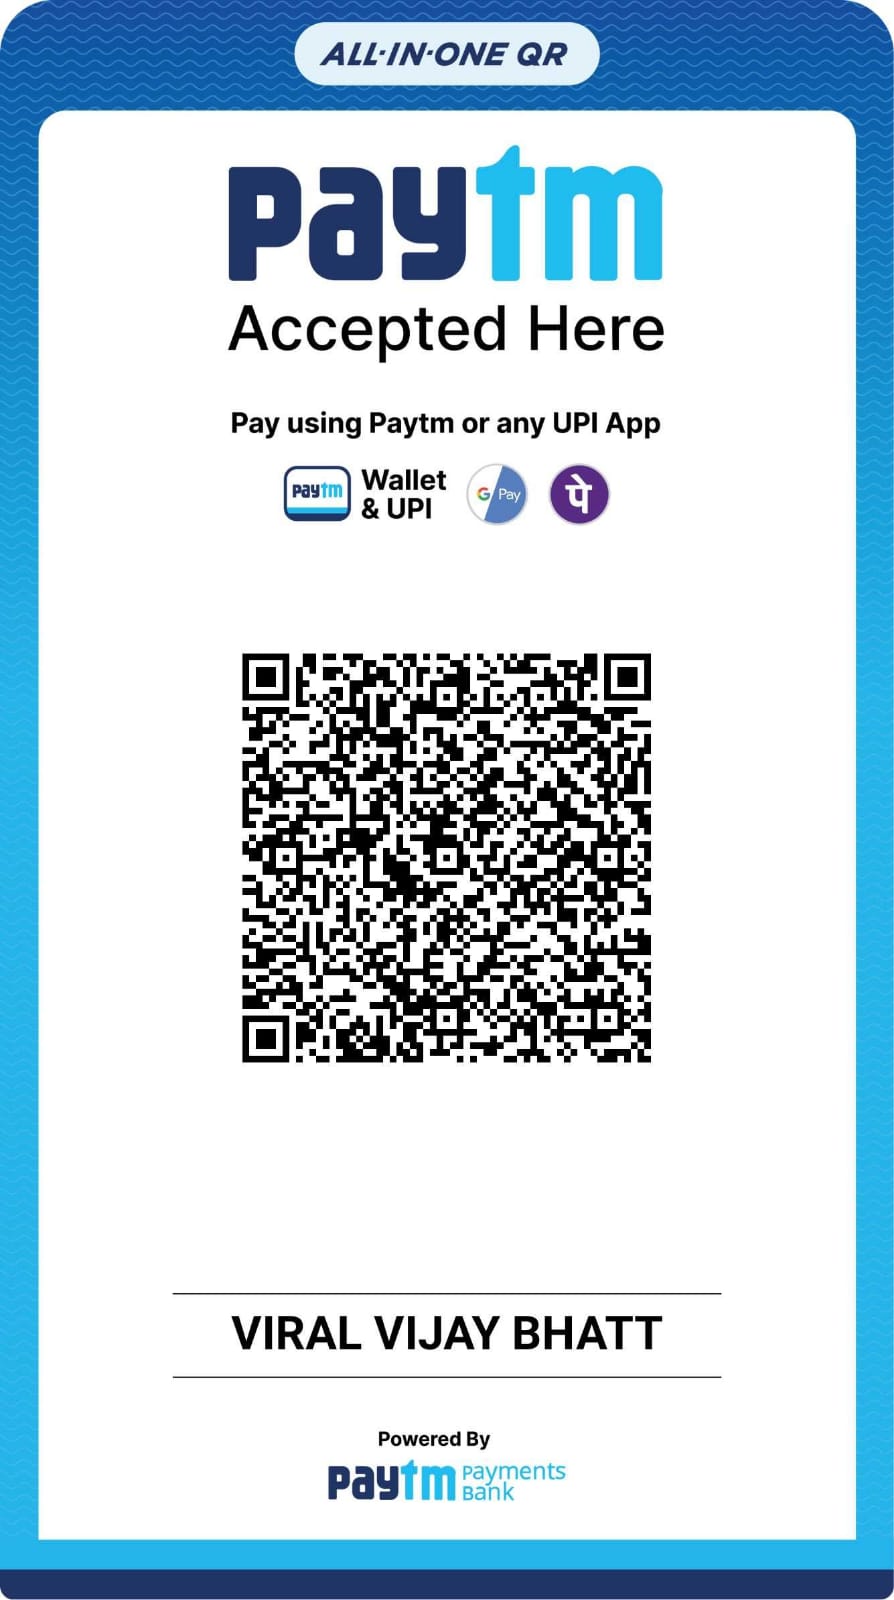 ALL-IN-ONE QR
paytm
Accepted Here
Pay using Paytm or any UPI App
paytm
Wallet
& UPI
G Pay
पे
VIRAL VIJAY BHATT
Powered By
paytm Payments
Bank